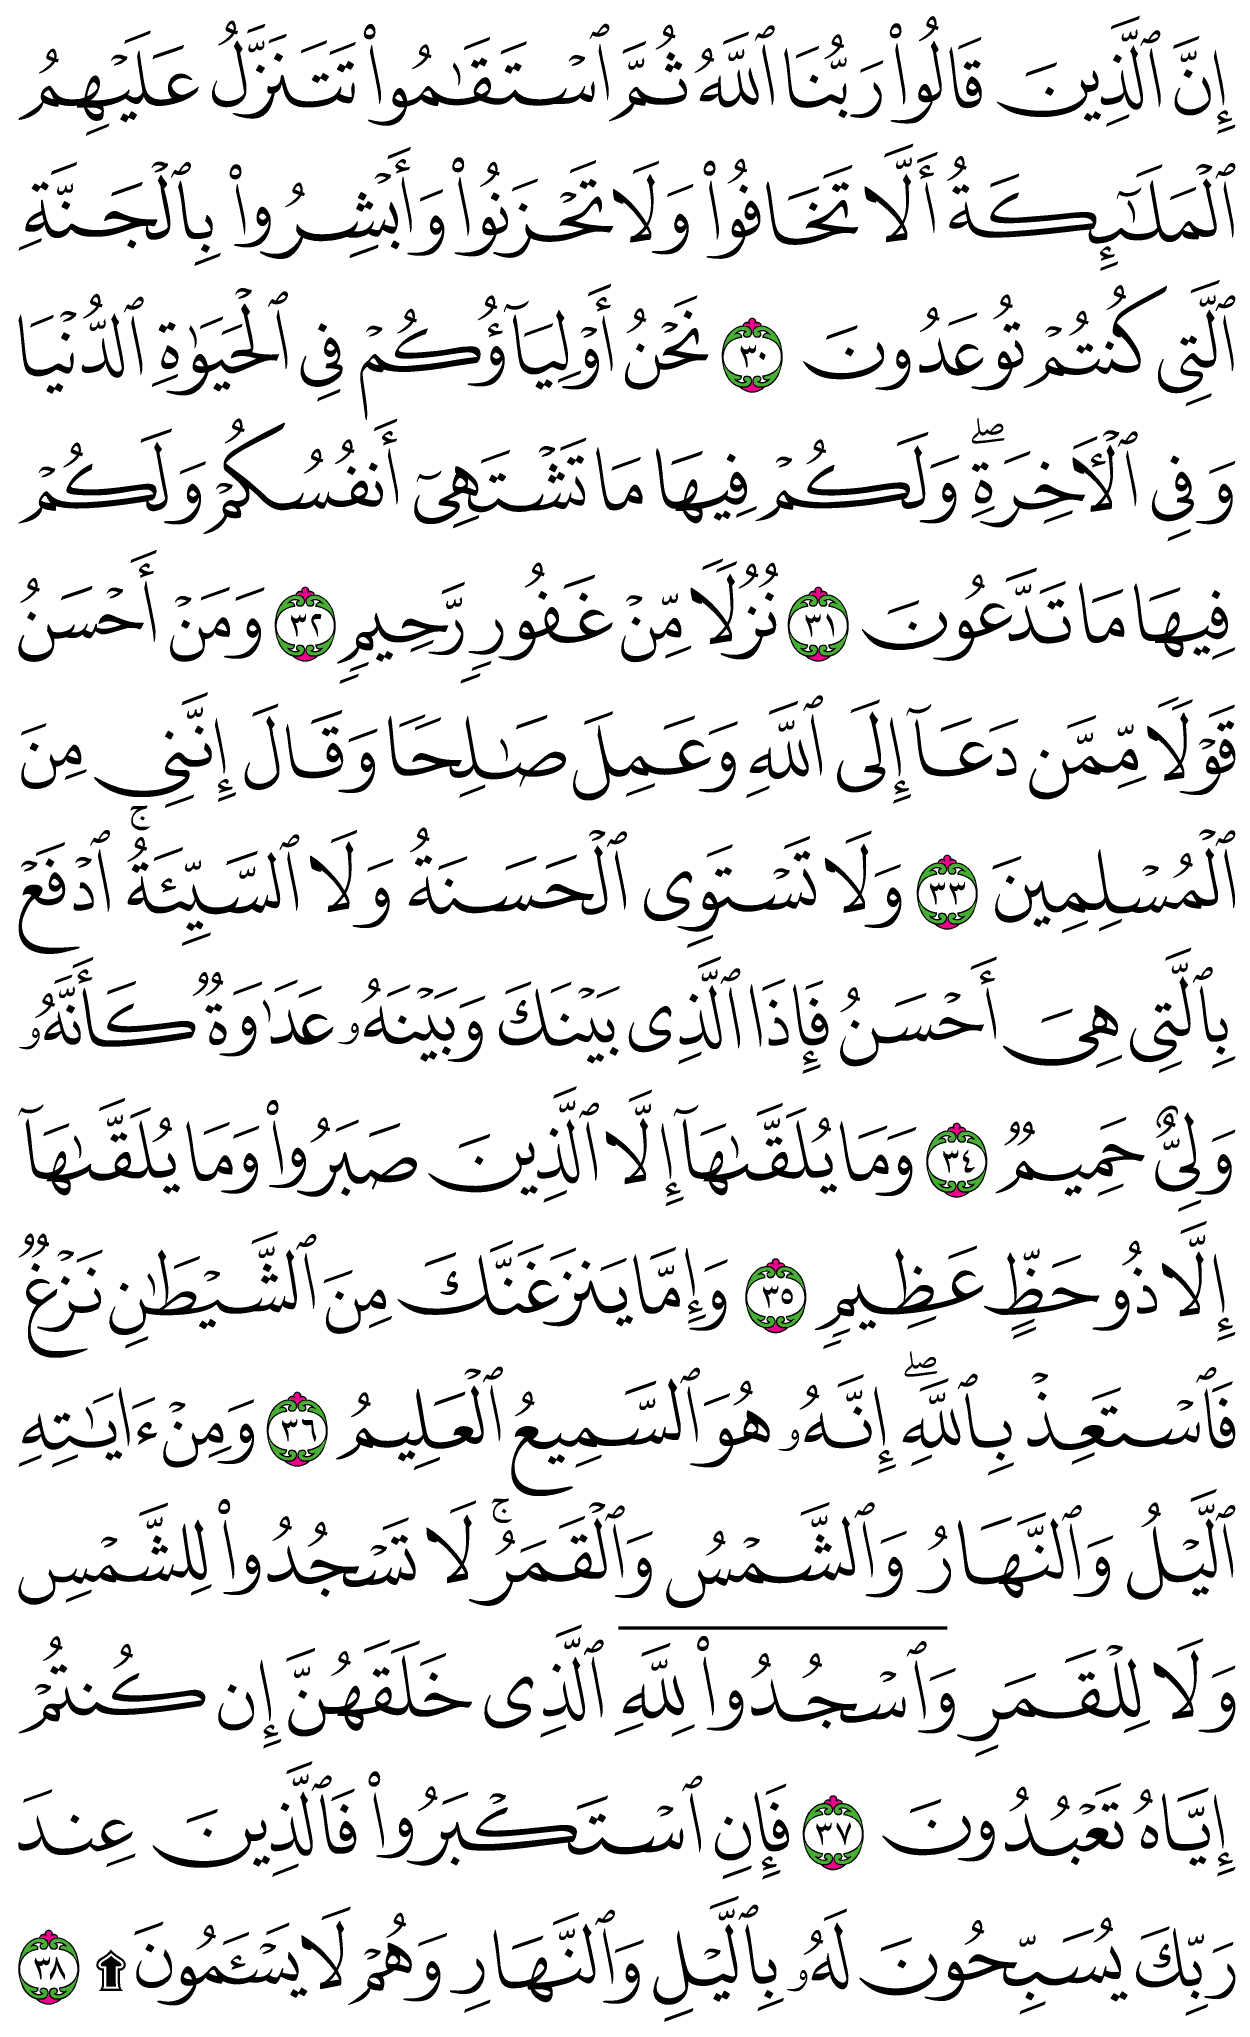 إِنَّ ٱلَّذِينَ قَالُوا۟ رَبُّنَا ٱللَّهُ ثُمَّ ٱسْتَقَـٰمُوا۟ تَتَنَزَّلُ عَلَيْهِمُ
ٱلْمَلَـٰٓئِكَةُ أَلَّا تَخَافُوا۟ وَلَا تَحْزَنُوا۟ وَأَبْشِرُوا۟ بِٱلْجَنَّةِ
ٱلَّتِى كُنتُمْ تُوعَدُونَ ٣٠ نَحْنُ أَوْلِيَآؤُكُمْ فِى ٱلْحَيَوٰةِ ٱلدُّنْيَا
وَفِى ٱلْـَٔاخِرَةِ ۖ وَلَكُمْ فِيهَا مَا تَشْتَهِىٓ أَنفُسُكُمْ وَلَكُمْ
فِيهَا مَا تَدَّعُونَ ٣١ نُزُلًا مِّنْ غَفُورٍ رَّحِيمٍ ٣٢ وَمَنْ أَحْسَنُ
قَوْلًا مِّمَّن دَعَآ إِلَى ٱللَّهِ وَعَمِلَ صَـٰلِحًا وَقَالَ إِنَّنِى مِنَ
ٱلْمُسْلِمِينَ ٣٣ وَلَا تَسْتَوِى ٱلْحَسَنَةُ وَلَا ٱلسَّيِّئَةُ ۚ ٱدْفَعْ
بِٱلَّتِى هِىَ أَحْسَنُ فَإِذَا ٱلَّذِى بَيْنَكَ وَبَيْنَهُۥ عَدَٰوَةٌ كَأَنَّهُۥ
وَلِىٌّ حَمِيمٌ ٣٤ وَمَا يُلَقَّىٰهَآ إِلَّا ٱلَّذِينَ صَبَرُوا۟ وَمَا يُلَقَّىٰهَآ
إِلَّا ذُو حَظٍّ عَظِيمٍ ٣٥ وَإِمَّا يَنزَغَنَّكَ مِنَ ٱلشَّيْطَـٰنِ نَزْغٌ
فَٱسْتَعِذْ بِٱللَّهِ ۖ إِنَّهُۥ هُوَ ٱلسَّمِيعُ ٱلْعَلِيمُ ٣٦ وَمِنْ ءَايَـٰتِهِ
ٱلَّيْلُ وَٱلنَّهَارُ وَٱلشَّمْسُ وَٱلْقَمَرُ ۚ لَا تَسْجُدُوا۟ لِلشَّمْسِ
وَلَا لِلْقَمَرِ وَٱسْجُدُوا۟ لِلَّهِ ٱلَّذِى خَلَقَهُنَّ إِن كُنتُمْ
إِيَّاهُ تَعْبُدُونَ ٣٧ فَإِنِ ٱسْتَكْبَرُوا۟ فَٱلَّذِينَ عِندَ
رَبِّكَ يُسَبِّحُونَ لَهُۥ بِٱلَّيْلِ وَٱلنَّهَارِ وَهُمْ لَا يَسْـَٔمُونَ ۩ ٣٨